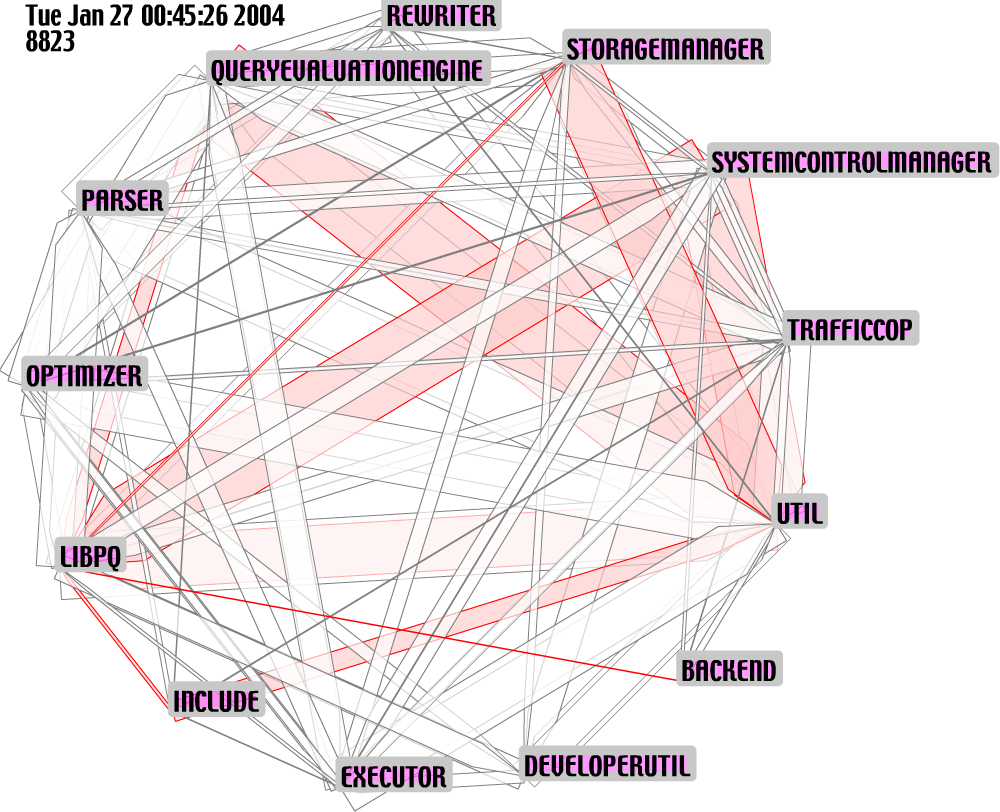 Tue Jan 27 00:45:26 2004
8823
REWRITER
STORAGEMANAGER
QUERYEVALUATIONENGINE
SYSTEMCONTROLMANAGER
PARSER
TRAFFICCOP
OPTIMIZER
UTIL
LIBPQ
BACKEND
INCLUDE
DEVELOPERUTIL
EXECUTOR